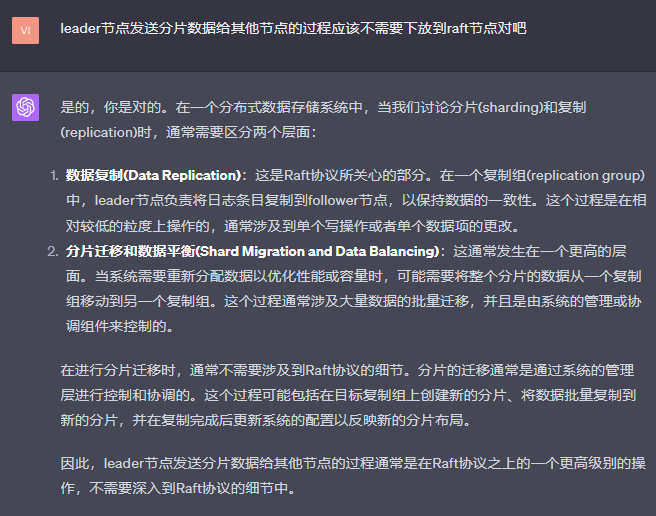 VI
leader节点发送分片数据给其他节点的过程应该不需要下放到raft节点对吧
是的，你是对的。在一个分布式数据存储系统中，当我们讨论分片(sharding)和复制
(replication)时，通常需要区分两个层面：
1. 数据复制(Data Replication)：这是Raft协议所关心的部分。在一个复制组(replication group)
中，leader节点负责将日志条目复制到follower节点，以保持数据的一致性。这个过程是在相
对较低的粒度上操作的，通常涉及到单个写操作或者单个数据项的更改。
2. 分片迁移和数据平衡(Shard Migration and Data Balancing)：这通常发生在一个更高的层
面。当系统需要重新分配数据以优化性能或容量时，可能需要将整个分片的数据从一个复制
组移动到另一个复制组。这个过程通常涉及大量数据的批量迁移，并且是由系统的管理或协
调组件来控制的。
在进行分片迁移时，通常不需要涉及到Raft协议的细节。分片的迁移通常是通过系统的管理
层进行控制和协调的。这个过程可能包括在目标复制组上创建新的分片、将数据批量复制到
新的分片，并在复制完成后更新系统的配置以反映新的分片布局。
因此，leader节点发送分片数据给其他节点的过程通常是在Raft协议之上的一个更高级别的操
作，不需要深入到Raft协议的细节中。